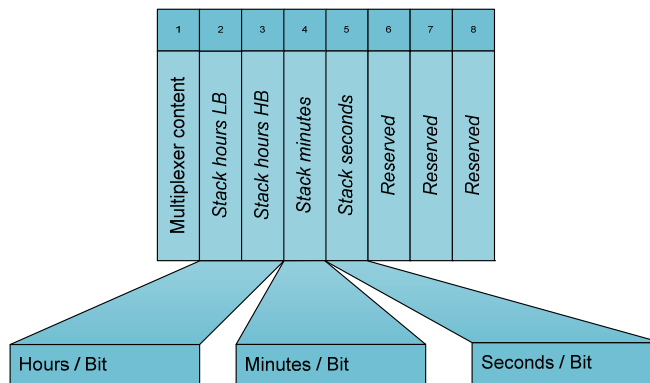 1 2 3 4 5 6 7 8
Multiplexer content
Stack hours LB
Stack hours HB
Stack minutes
Stack seconds
Reserved
Reserved
Reserved
Hours / Bit
Minutes / Bit
Seconds / Bit